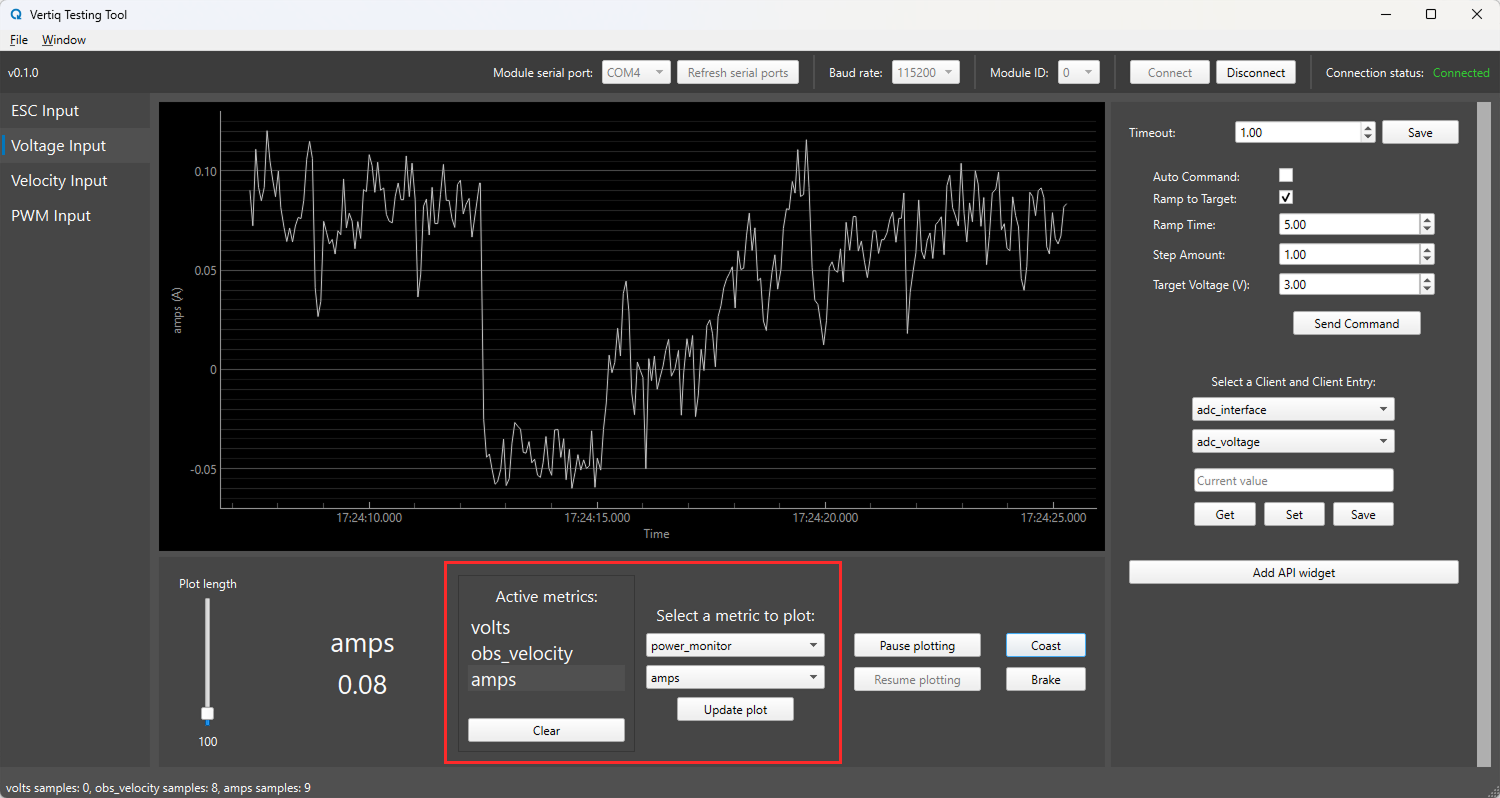 Vertiq Testing Tool
File Window
v0.1.0 Module serial port: COM4 Refresh serial ports Baud rate: 115200 Module ID: 0 Connect Disconnect Connection status: Connected
ESC Input
Voltage Input
Velocity Input
PWM Input
amps (A)
0.10
0.05
0
-0.05
17:24:10.000 17:24:15.000 17:24:20.000 17:24:25.000
Time
Timeout: 1.00 Save
Auto Command:
Ramp to Target:
Ramp Time: 5.00
Step Amount: 1.00
Target Voltage (V): 3.00
Send Command
Select a Client and Client Entry:
adc_interface
adc_voltage
Current value
Get Set Save
Add API widget
Plot length
100
amps
0.08
Active metrics:
volts
obs_velocity
amps
Clear
Select a metric to plot:
power_monitor
amps
Update plot
Pause plotting Coast
Resume plotting Brake
volts samples: 0, obs_velocity samples: 8, amps samples: 9